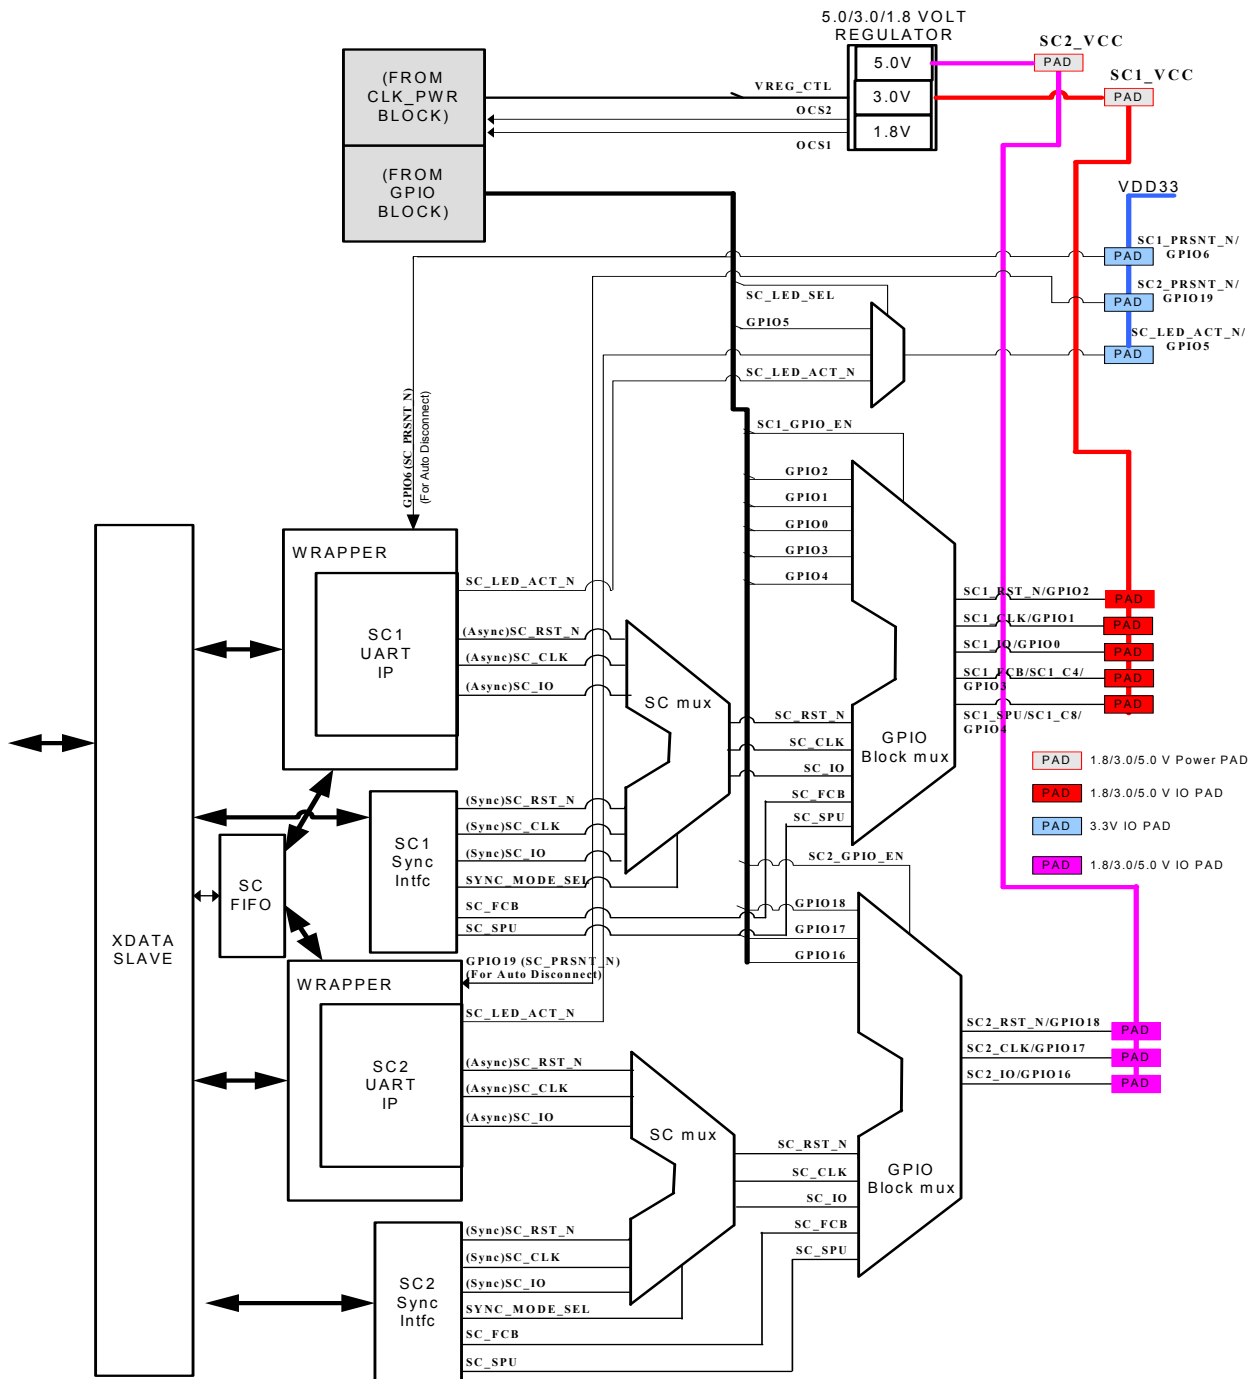 5.0/3.0/1.8 VOLT
REGULATOR
SC2_VCC
PAD
SC1_VCC
PAD
5.0V
3.0V
1.8V
(FROM
CLK_PWR
BLOCK)
VREG_CTL
OCS2
OCS1
(FROM
GPIO
BLOCK)
VDD33
SC1_PRSNT_N/
GPIO6
PAD
SC2_PRSNT_N/
GPIO19
PAD
SC_LED_ACT_N/
GPIO5
PAD
SC_LED_SEL
GPIO5
SC_LED_ACT_N
GPIO6 (SC_PRSNT_N)
(For Auto Disconnect)
SC1_GPIO_EN
GPIO2
GPIO1
GPIO0
GPIO3
GPIO4
WRAPPER
SC1
UART
IP
SC_LED_ACT_N
(Async)SC_RST_N
(Async)SC_CLK
(Async)SC_IO
SC mux
SC_RST_N
SC_CLK
SC_IO
SC_FCB
SC_SPU
GPIO
Block mux
SC1_RST_N/GPIO2
PAD
SC1_CLK/GPIO1
PAD
SC1_IO/GPIO0
PAD
SC1_FCB/SC1_C4/
GPIO3
PAD
SC1_SPU/SC1_C8/
GPIO4
PAD
PAD 1.8/3.0/5.0 V Power PAD
PAD 1.8/3.0/5.0 V IO PAD
PAD 3.3V IO PAD
PAD 1.8/3.0/5.0 V IO PAD
SC1
Sync
Intfc
(Sync)SC_RST_N
(Sync)SC_CLK
(Sync)SC_IO
SYNC_MODE_SEL
SC_FCB
SC_SPU
SC
FIFO
XDATA
SLAVE
SC2_GPIO_EN
GPIO18
GPIO17
GPIO16
GPIO19 (SC_PRSNT_N)
(For Auto Disconnect)
WRAPPER
SC2
UART
IP
SC_LED_ACT_N
(Async)SC_RST_N
(Async)SC_CLK
(Async)SC_IO
SC mux
SC_RST_N
SC_CLK
SC_IO
SC_FCB
SC_SPU
GPIO
Block mux
SC2_RST_N/GPIO18
PAD
SC2_CLK/GPIO17
PAD
SC2_IO/GPIO16
PAD
SC2
Sync
Intfc
(Sync)SC_RST_N
(Sync)SC_CLK
(Sync)SC_IO
SYNC_MODE_SEL
SC_FCB
SC_SPU